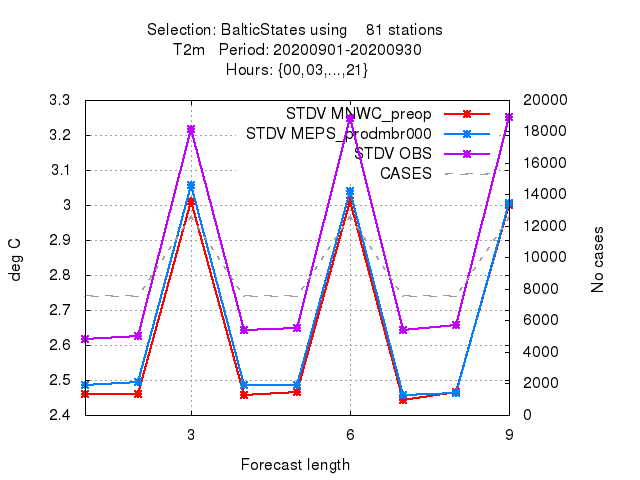 Selection: BalticStates using    81 stations
T2m   Period: 20200901-20200930
Hours: {00,03,...,21}
STDV MNWC_preop
STDV MEPS_prodmbr000
STDV OBS
CASES
3.3
3.2
3.1
3
2.9
2.8
2.7
2.6
2.5
2.4
deg C
20000
18000
16000
14000
12000
10000
8000
6000
4000
2000
0
No cases
3
6
9
Forecast length